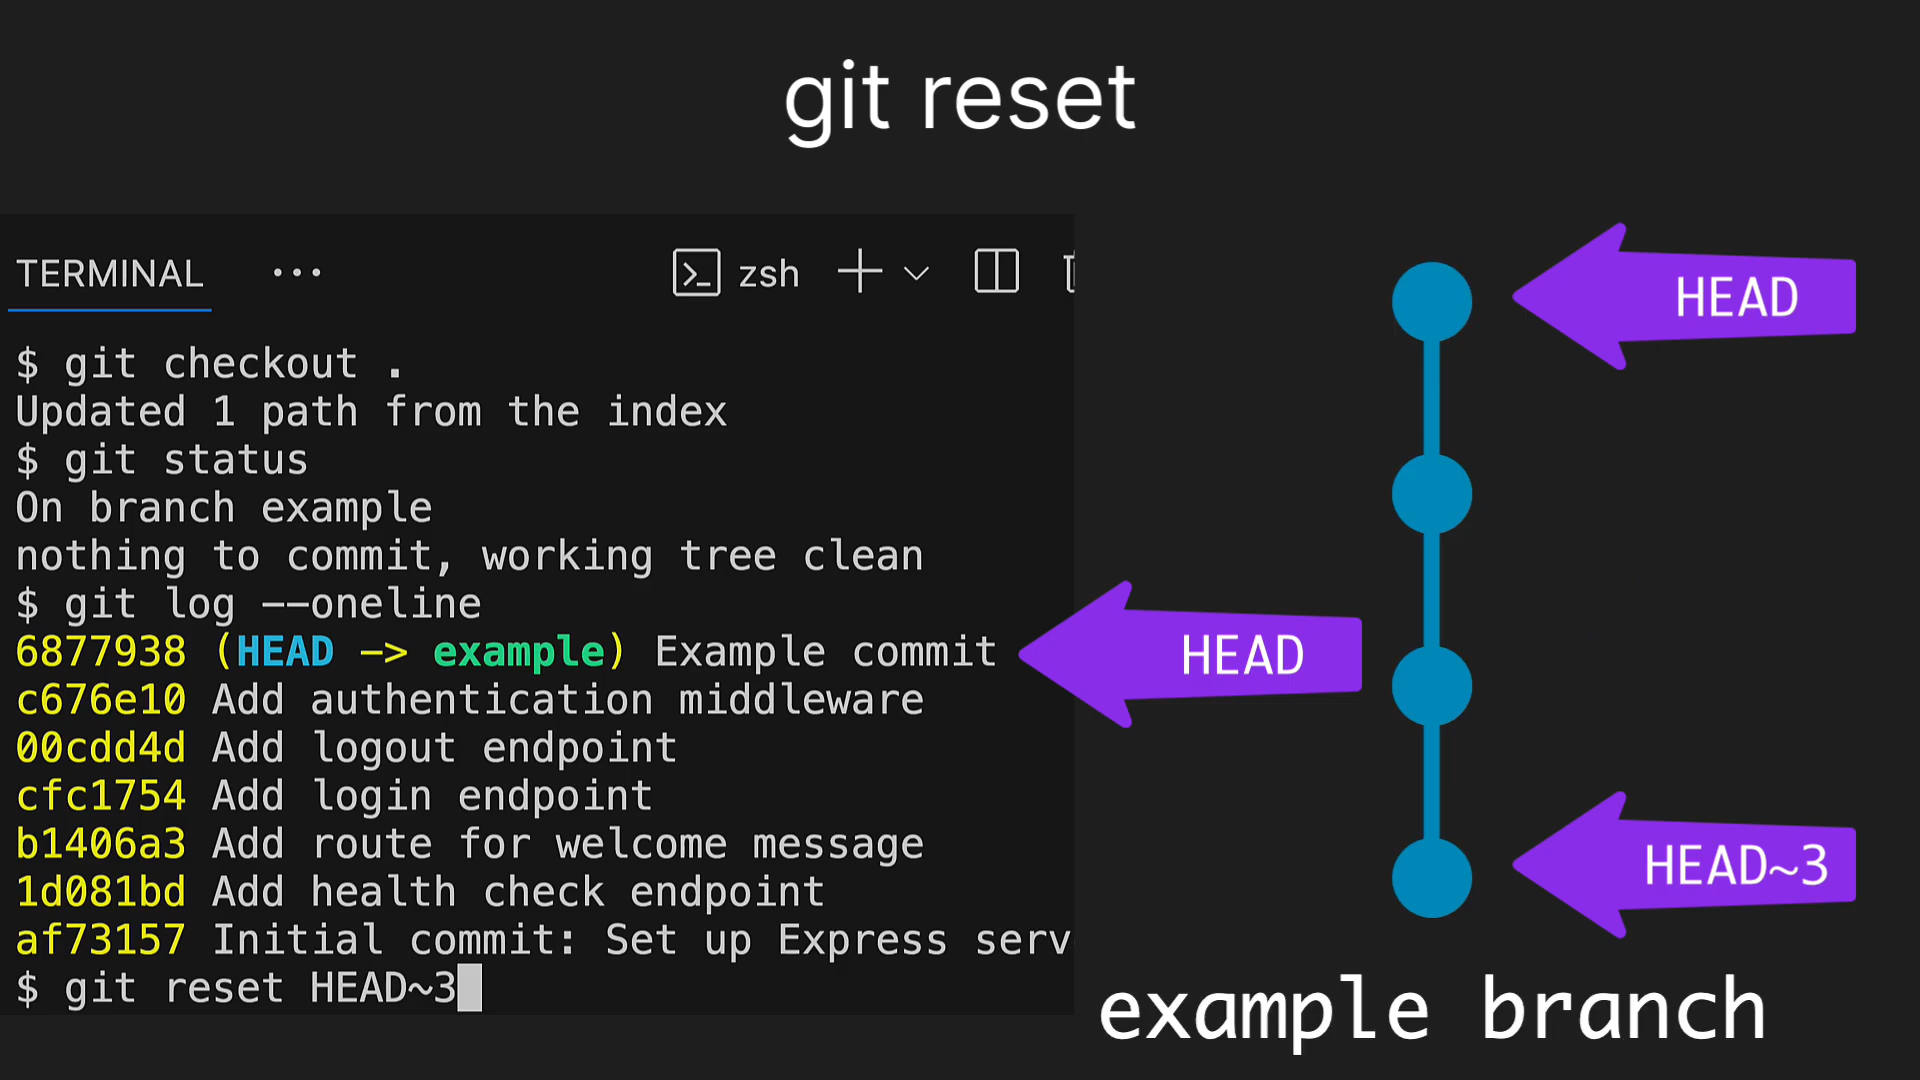 git reset
TERMINAL ··· zsh
$ git checkout .
Updated 1 path from the index
$ git status
On branch example
nothing to commit, working tree clean
$ git log --oneline
6877938 (HEAD -> example) Example commit
c676e10 Add authentication middleware
00cdd4d Add logout endpoint
cfc1754 Add login endpoint
b1406a3 Add route for welcome message
1d081bd Add health check endpoint
af73157 Initial commit: Set up Express serv
$ git reset HEAD~3
HEAD
HEAD
HEAD~3
example branch